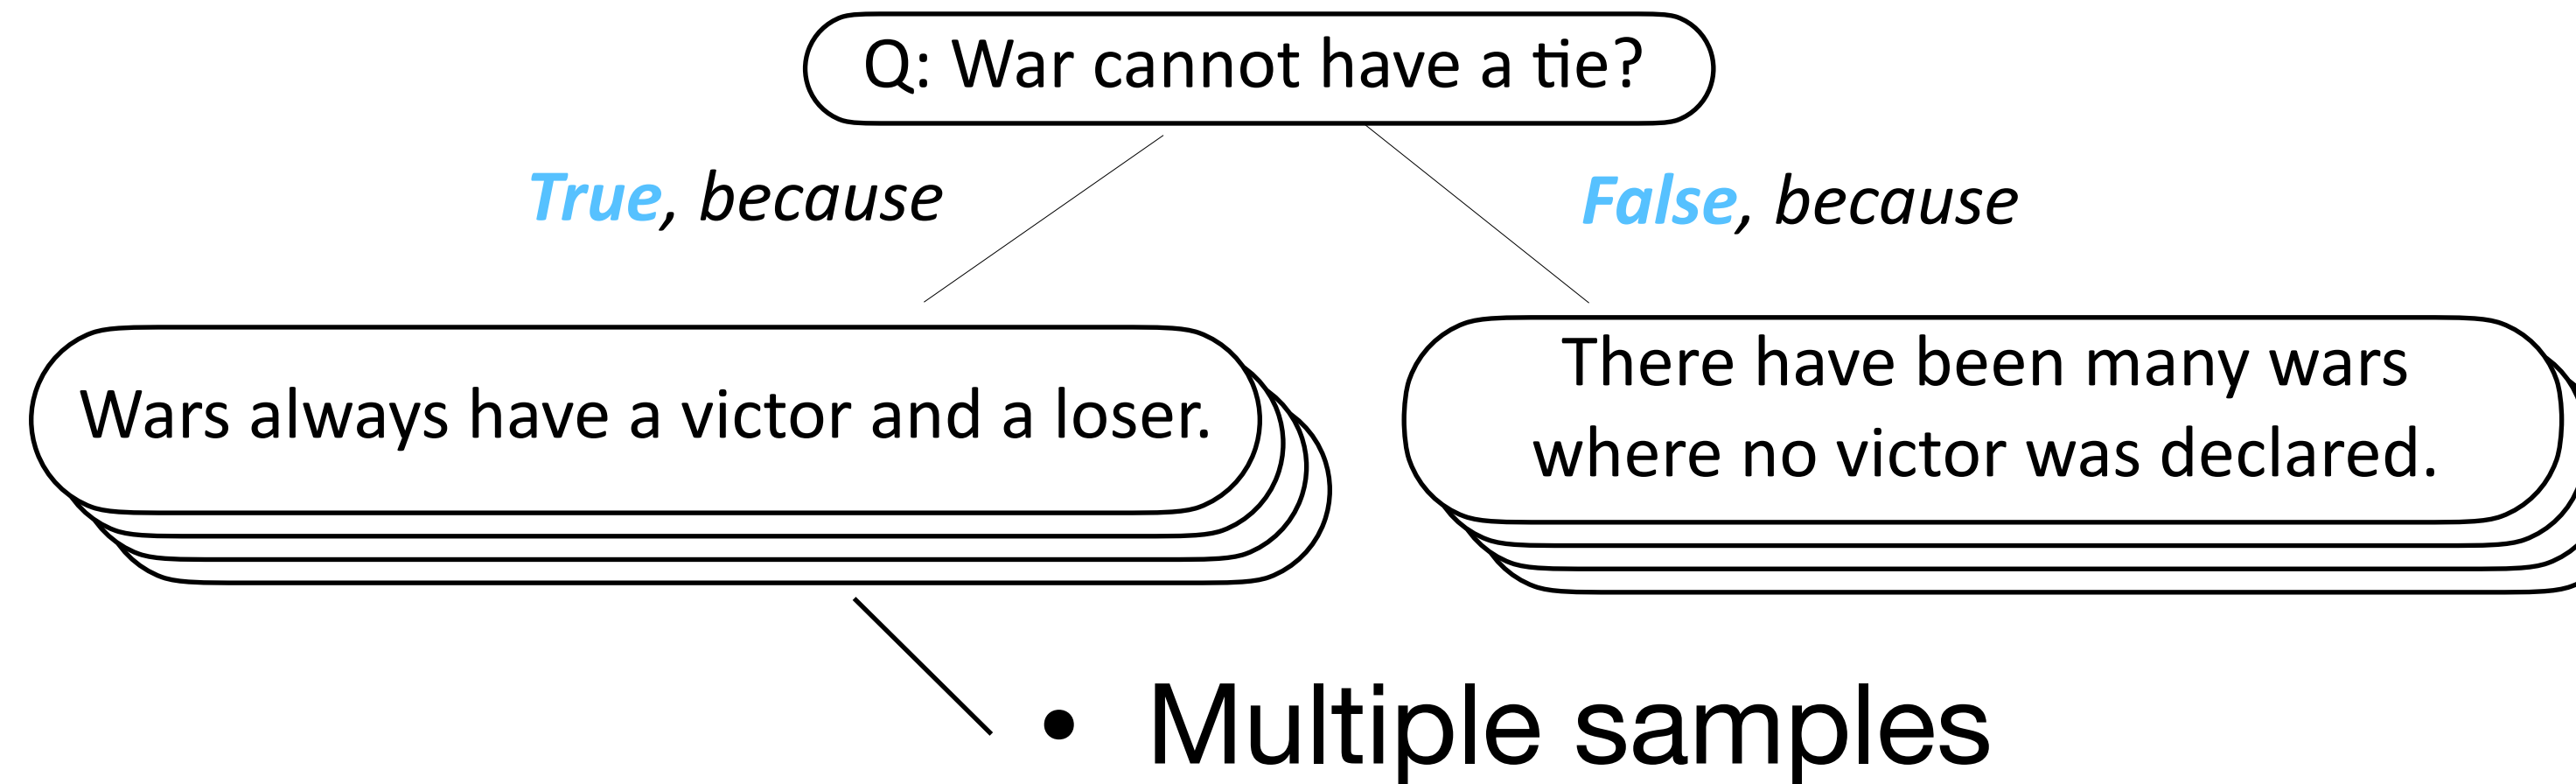 Q: War cannot have a tie?
True, because
False, because
Wars always have a victor and a loser.
There have been many wars
where no victor was declared.
• Multiple samples